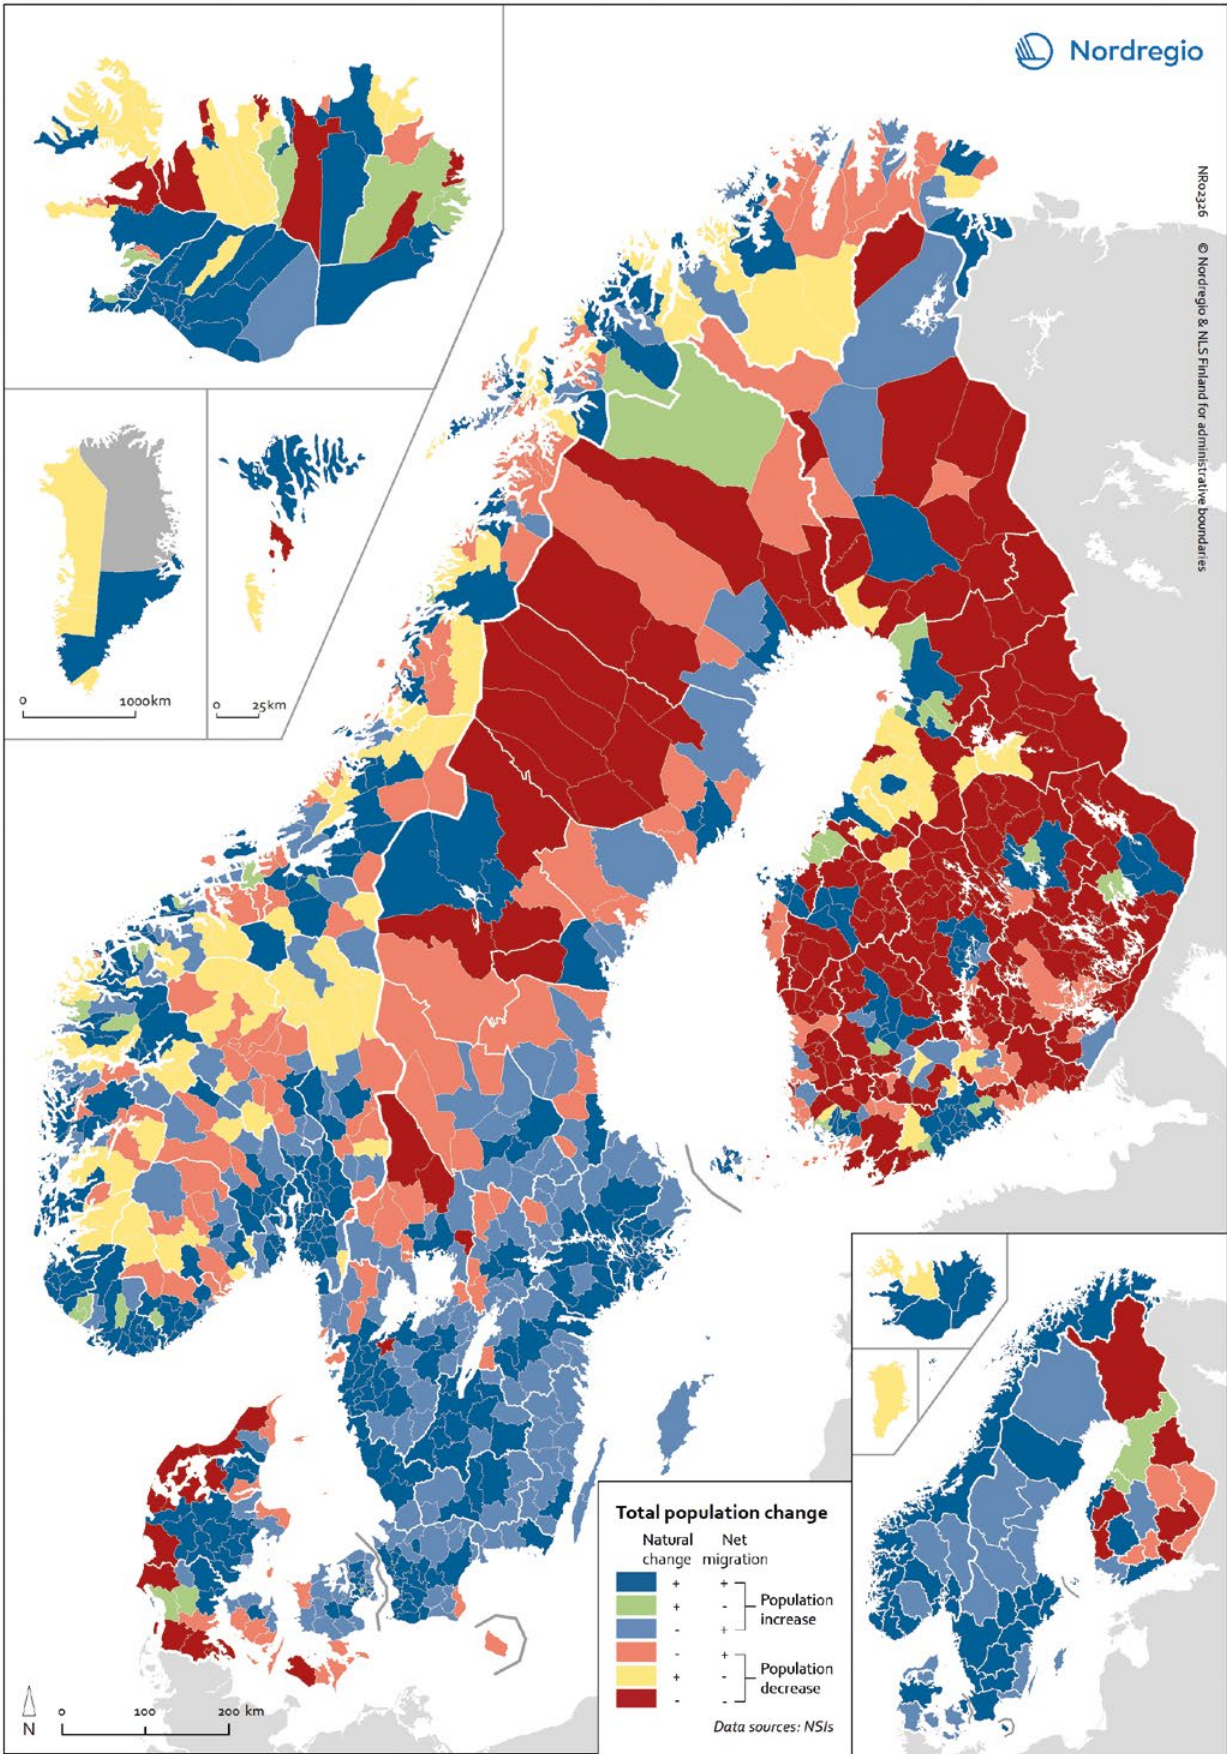 Nordregio
NR02326
© Nordregio & NLS Finland for administrative boundaries
0 1000km
0 25km
Total population change
Natural change
Net migration
+ +
+ -
- +
Population increase
- +
+ -
- -
Population decrease
Data sources: NSIs
N
0 100 200 km